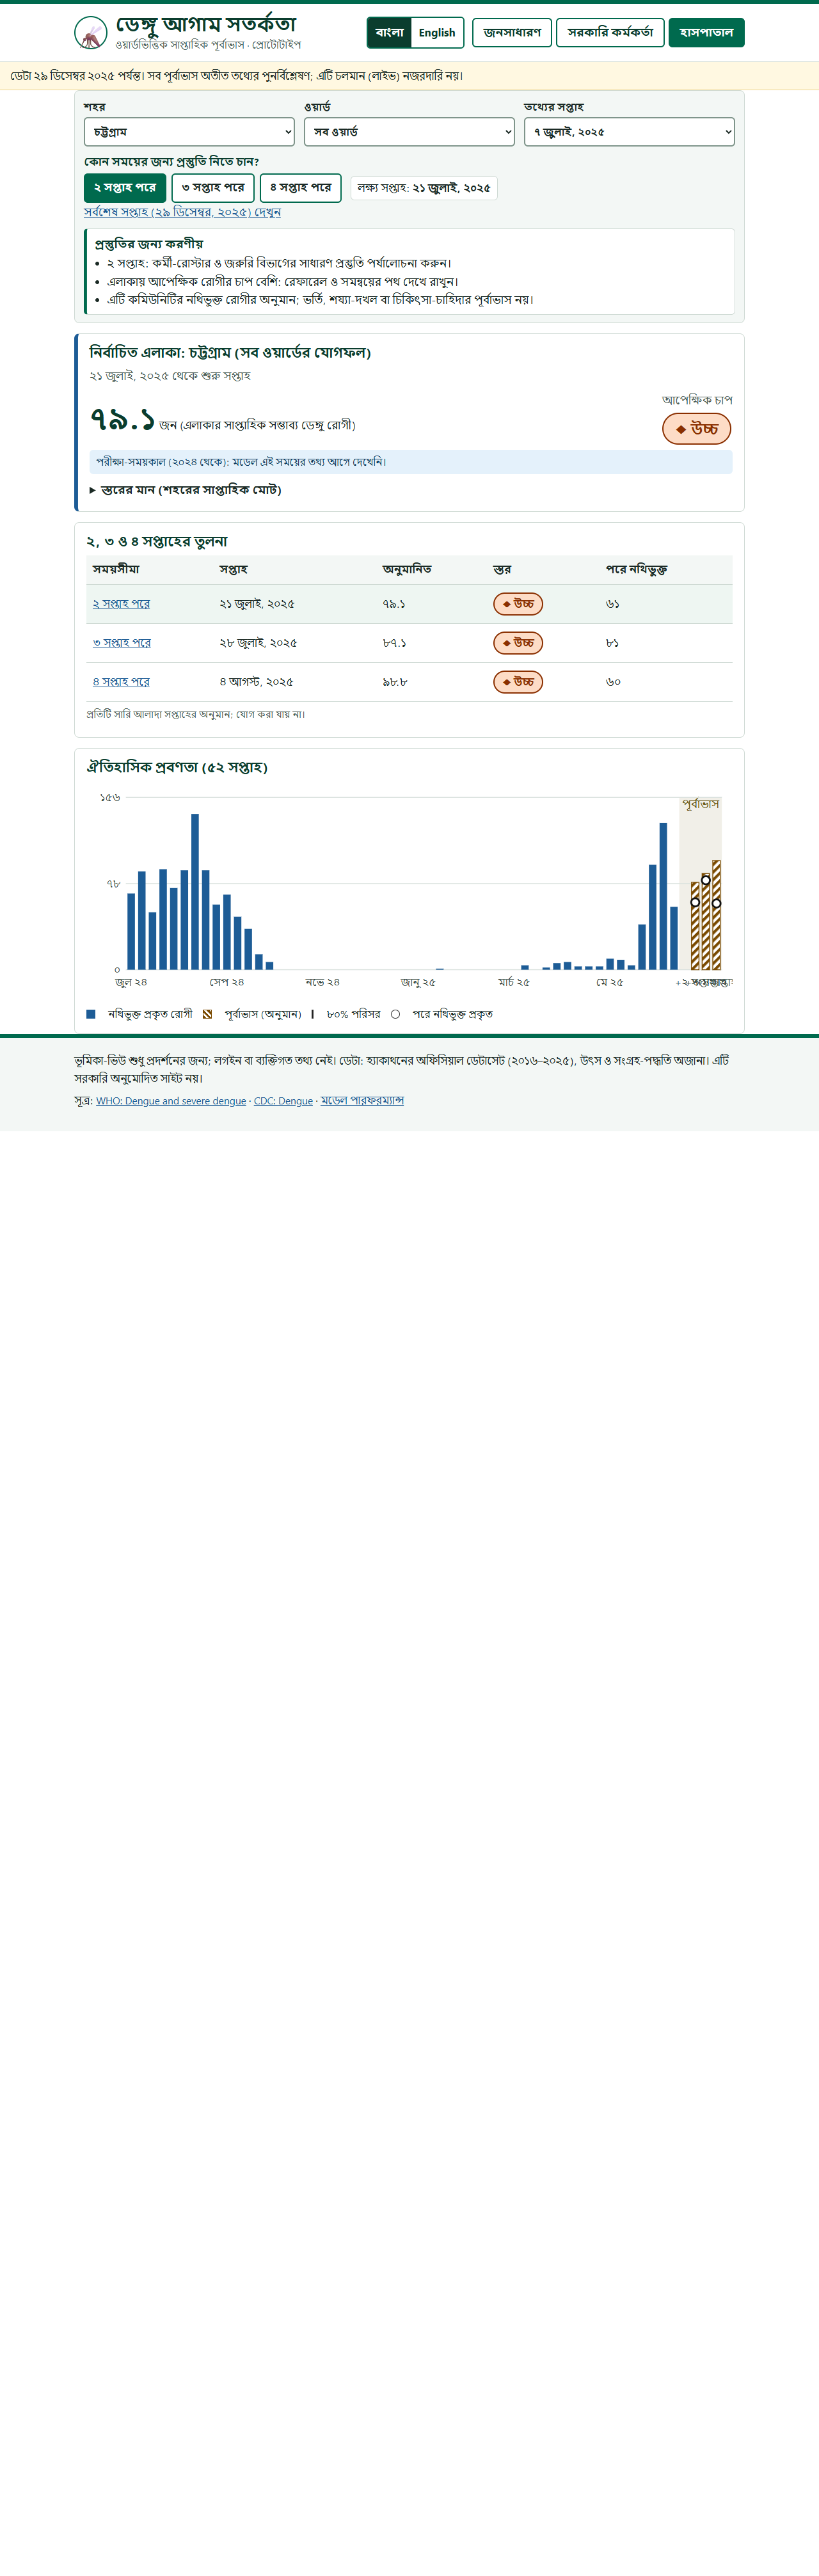 ডেঙ্গু আগাম সতর্কতা
ওয়ার্ডভিত্তিক সাপ্তাহিক পূর্বাভাস · প্রোটোটাইপ
বাংলা English জনসাধারণ সরকারি কর্মকর্তা হাসপাতাল
ডেটা ২৯ ডিসেম্বর ২০২৫ পর্যন্ত। সব পূর্বাভাস অতীত তথ্যের পুনর্বিশ্লেষণ; এটি চলমান (লাইভ) নজরদারি নয়।
শহর ওয়ার্ড তথ্যের সপ্তাহ
চট্টগ্রাম সব ওয়ার্ড ৭ জুলাই, ২০২৫
কোন সময়ের জন্য প্রস্তুতি নিতে চান?
২ সপ্তাহ পরে ৩ সপ্তাহ পরে ৪ সপ্তাহ পরে লক্ষ্য সপ্তাহ: ২১ জুলাই, ২০২৫
সর্বশেষ সপ্তাহ (২৯ ডিসেম্বর, ২০২৫) দেখুন
প্রস্তুতির জন্য করণীয়
• ২ সপ্তাহ: কর্মী-রোস্টার ও জরুরি বিভাগের সাধারণ প্রস্তুতি পর্যালোচনা করুন।
• এলাকায় আপেক্ষিক রোগীর চাপ বেশি: রেফারেল ও সমন্বয়ের পথ দেখে রাখুন।
• এটি কমিউনিটির নথিভুক্ত রোগীর অনুমান; ভর্তি, শয্যা-দখল বা চিকিৎসা-চাহিদার পূর্বাভাস নয়।
নির্বাচিত এলাকা: চট্টগ্রাম (সব ওয়ার্ডের যোগফল)
২১ জুলাই, ২০২৫ থেকে শুরু সপ্তাহ
আপেক্ষিক চাপ
৭৯.১ জন (এলাকার সাপ্তাহিক সম্ভাব্য ডেঙ্গু রোগী) ◆ উচ্চ
পরীক্ষা-সময়কাল (২০২৪ থেকে): মডেল এই সময়ের তথ্য আগে দেখেনি।
▶ স্তরের মান (শহরের সাপ্তাহিক মোট)
২, ৩ ও ৪ সপ্তাহের তুলনা
সময়সীমা সপ্তাহ অনুমানিত স্তর পরে নথিভুক্ত
২ সপ্তাহ পরে ২১ জুলাই, ২০২৫ ৭৯.১ ◆ উচ্চ ৬১
৩ সপ্তাহ পরে ২৮ জুলাই, ২০২৫ ৮৭.১ ◆ উচ্চ ৮১
৪ সপ্তাহ পরে ৪ আগস্ট, ২০২৫ ৯৮.৮ ◆ উচ্চ ৬০
প্রতিটি সারি আলাদা সপ্তাহের অনুমান; যোগ করা যায় না।
ঐতিহাসিক প্রবণতা (৫২ সপ্তাহ)
১৫৬
পূর্বাভাস
৭৮
০
জুল ২৪ সেপ ২৪ নভে ২৪ জানু ২৫ মার্চ ২৫ মে ২৫
নথিভুক্ত প্রকৃত রোগী পূর্বাভাস (অনুমান) ৮০% পরিসর পরে নথিভুক্ত প্রকৃত
ভূমিকা-ভিউ শুধু প্রদর্শনের জন্য; লগইন বা ব্যক্তিগত তথ্য নেই। ডেটা: হ্যাকাথনের অফিসিয়াল ডেটাসেট (২০১৬–২০২৫), উৎস ও সংগ্রহ-পদ্ধতি অজানা। এটি
সরকারি অনুমোদিত সাইট নয়।
সূত্র: WHO: Dengue and severe dengue · CDC: Dengue · মডেল পারফরম্যান্স